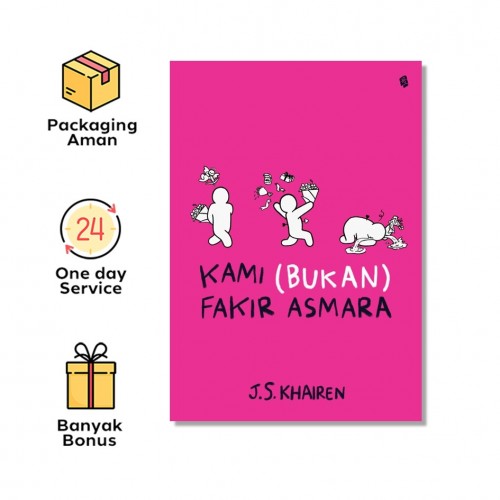 Packaging
Aman
24
One day
Service
Banyak
Bonus
KAMI (BUKAN)
FAKIR ASMARA
J.S. KHAIREN